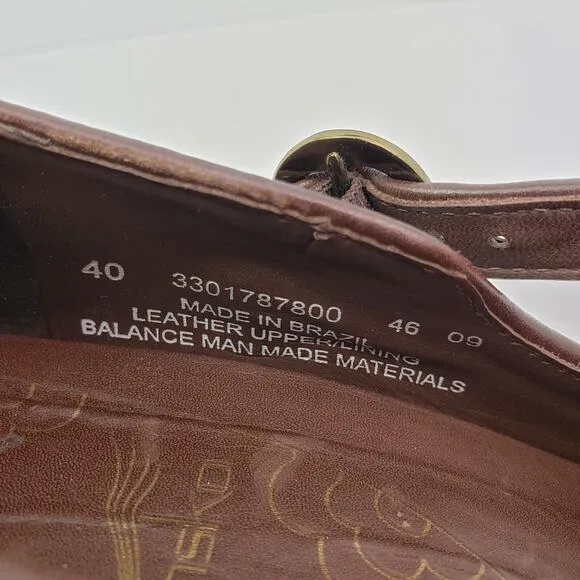 40 3301787800 46 09
MADE IN BRAZIL
LEATHER UPPER/LINING
BALANCE MAN MADE MATERIALS